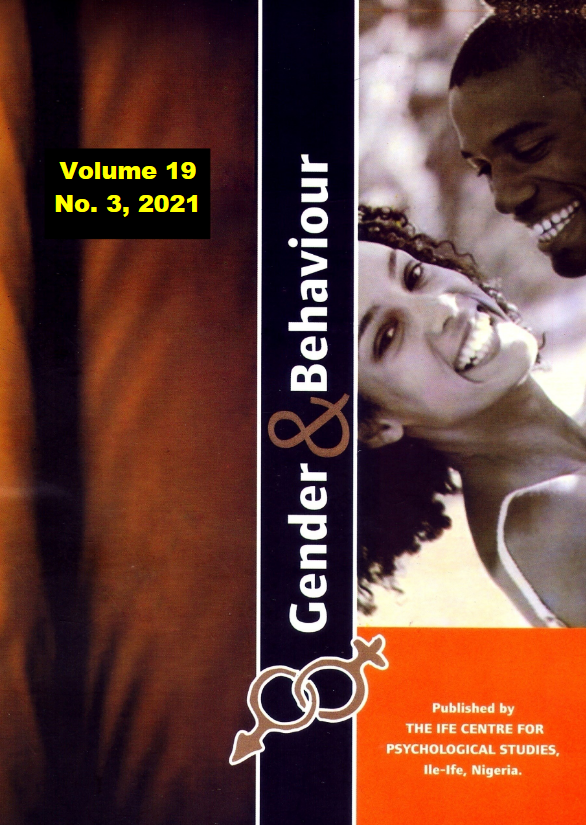 Volume 19
No. 3, 2021
Gender & Behaviour
Published by
THE IFE CENTRE FOR
PSYCHOLOGICAL STUDIES,
Ile-Ife, Nigeria.